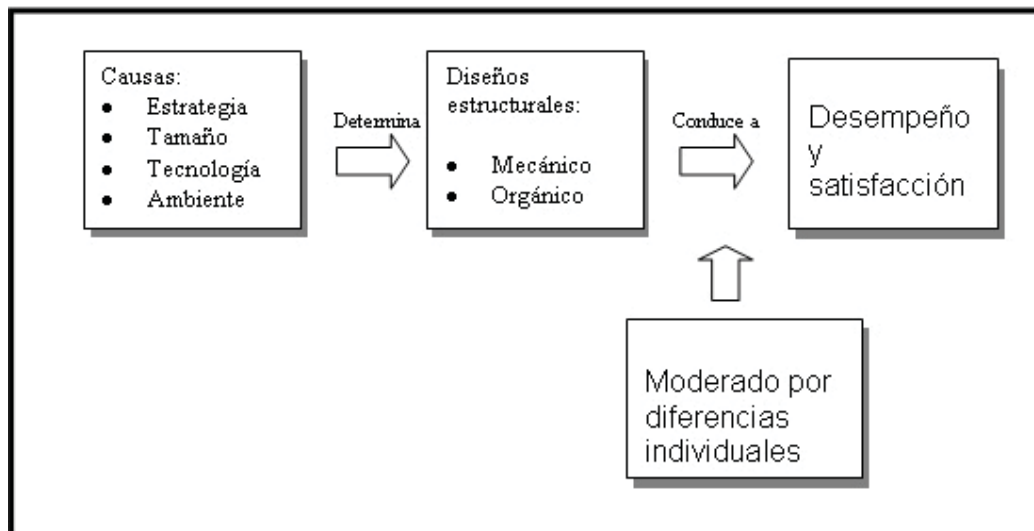 Causas:
● Estrategia
● Tamaño
● Tecnología
● Ambiente
Determina
Diseños
estructurales:
● Mecánico
● Orgánico
Conduce a
Desempeño
y
satisfacción
Moderado por
diferencias
individuales